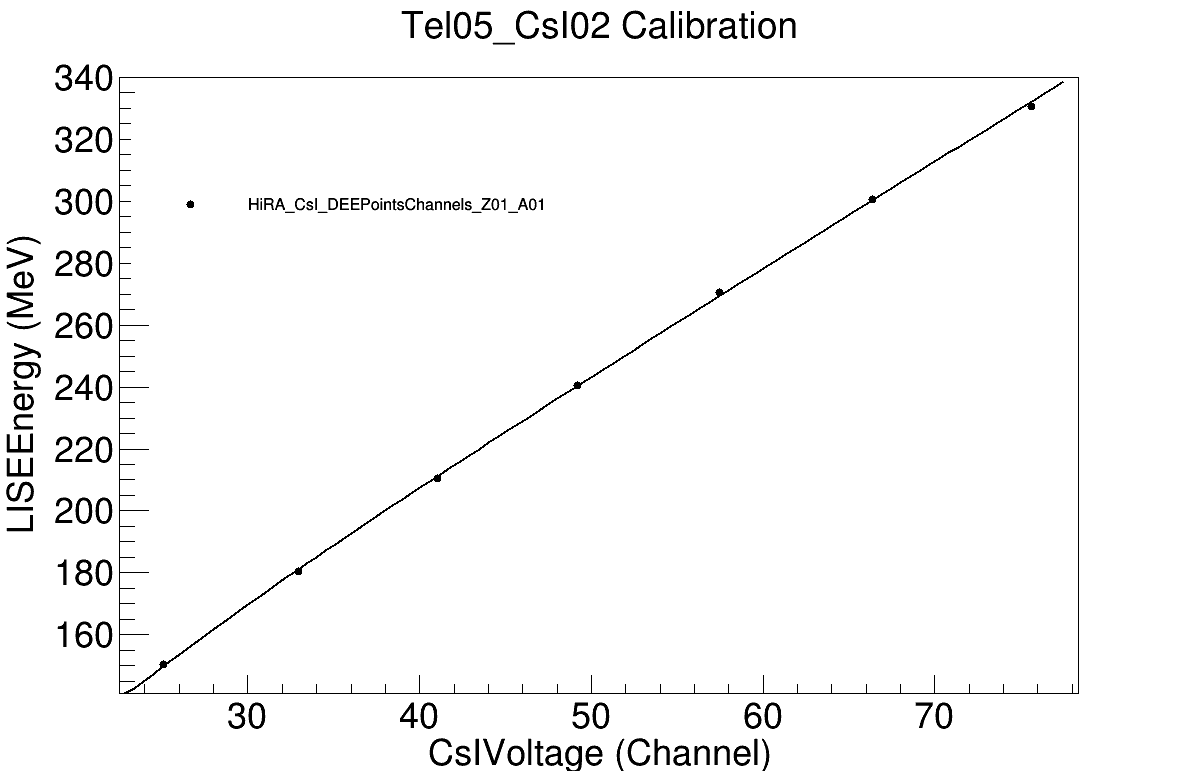 Tel05_CsI02 Calibration
LISEEnergy (MeV)
340
320
300
280
260
240
220
200
180
160
HiRA_CsI_DEEPointsChannels_Z01_A01
30 40 50 60 70
CsIVoltage (Channel)